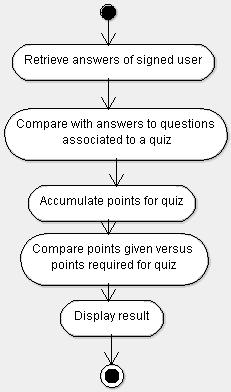 Retrieve answers of signed user
Compare with answers to questions
associated to a quiz
Accumulate points for quiz
Compare points given versus
points required for quiz
Display result